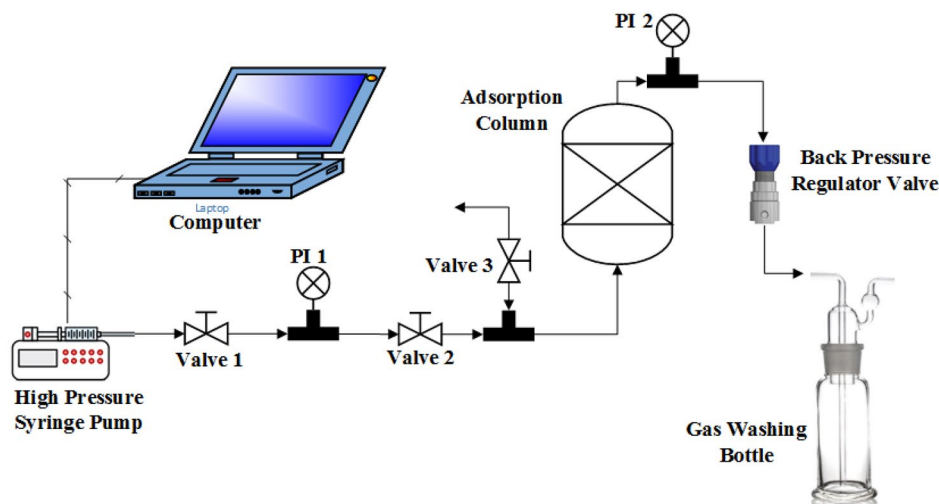 PI 2
Adsorption
Column
Back Pressure
Regulator Valve
Laptop
Computer
PI 1
Valve 3
Valve 1
Valve 2
High Pressure
Syringe Pump
Gas Washing
Bottle